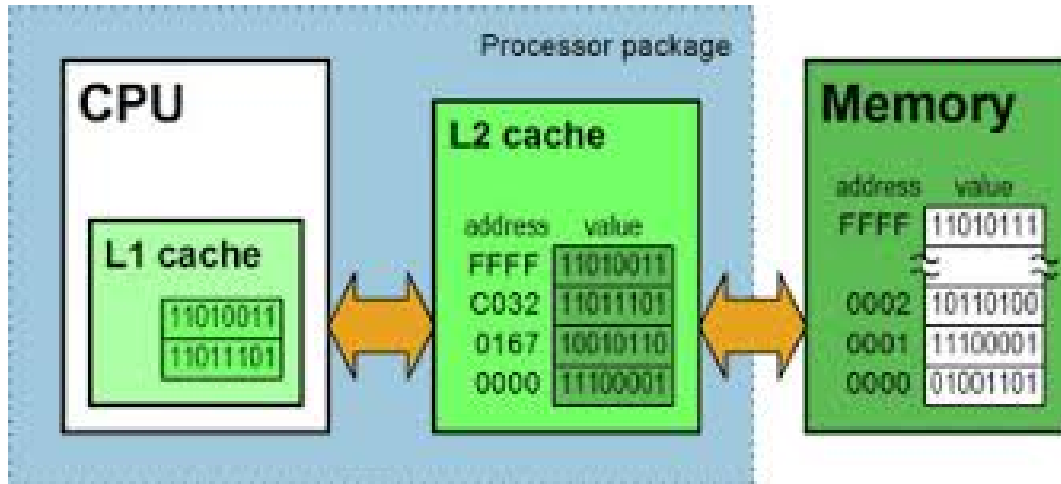 Processor package
CPU
L1 cache
11010011
11011101
L2 cache
address value
FFFF 11010011
C032 11011101
0167 10010110
0000 11100001
Memory
address value
FFFF 11010111
0002 10110100
0001 11100001
0000 01001101